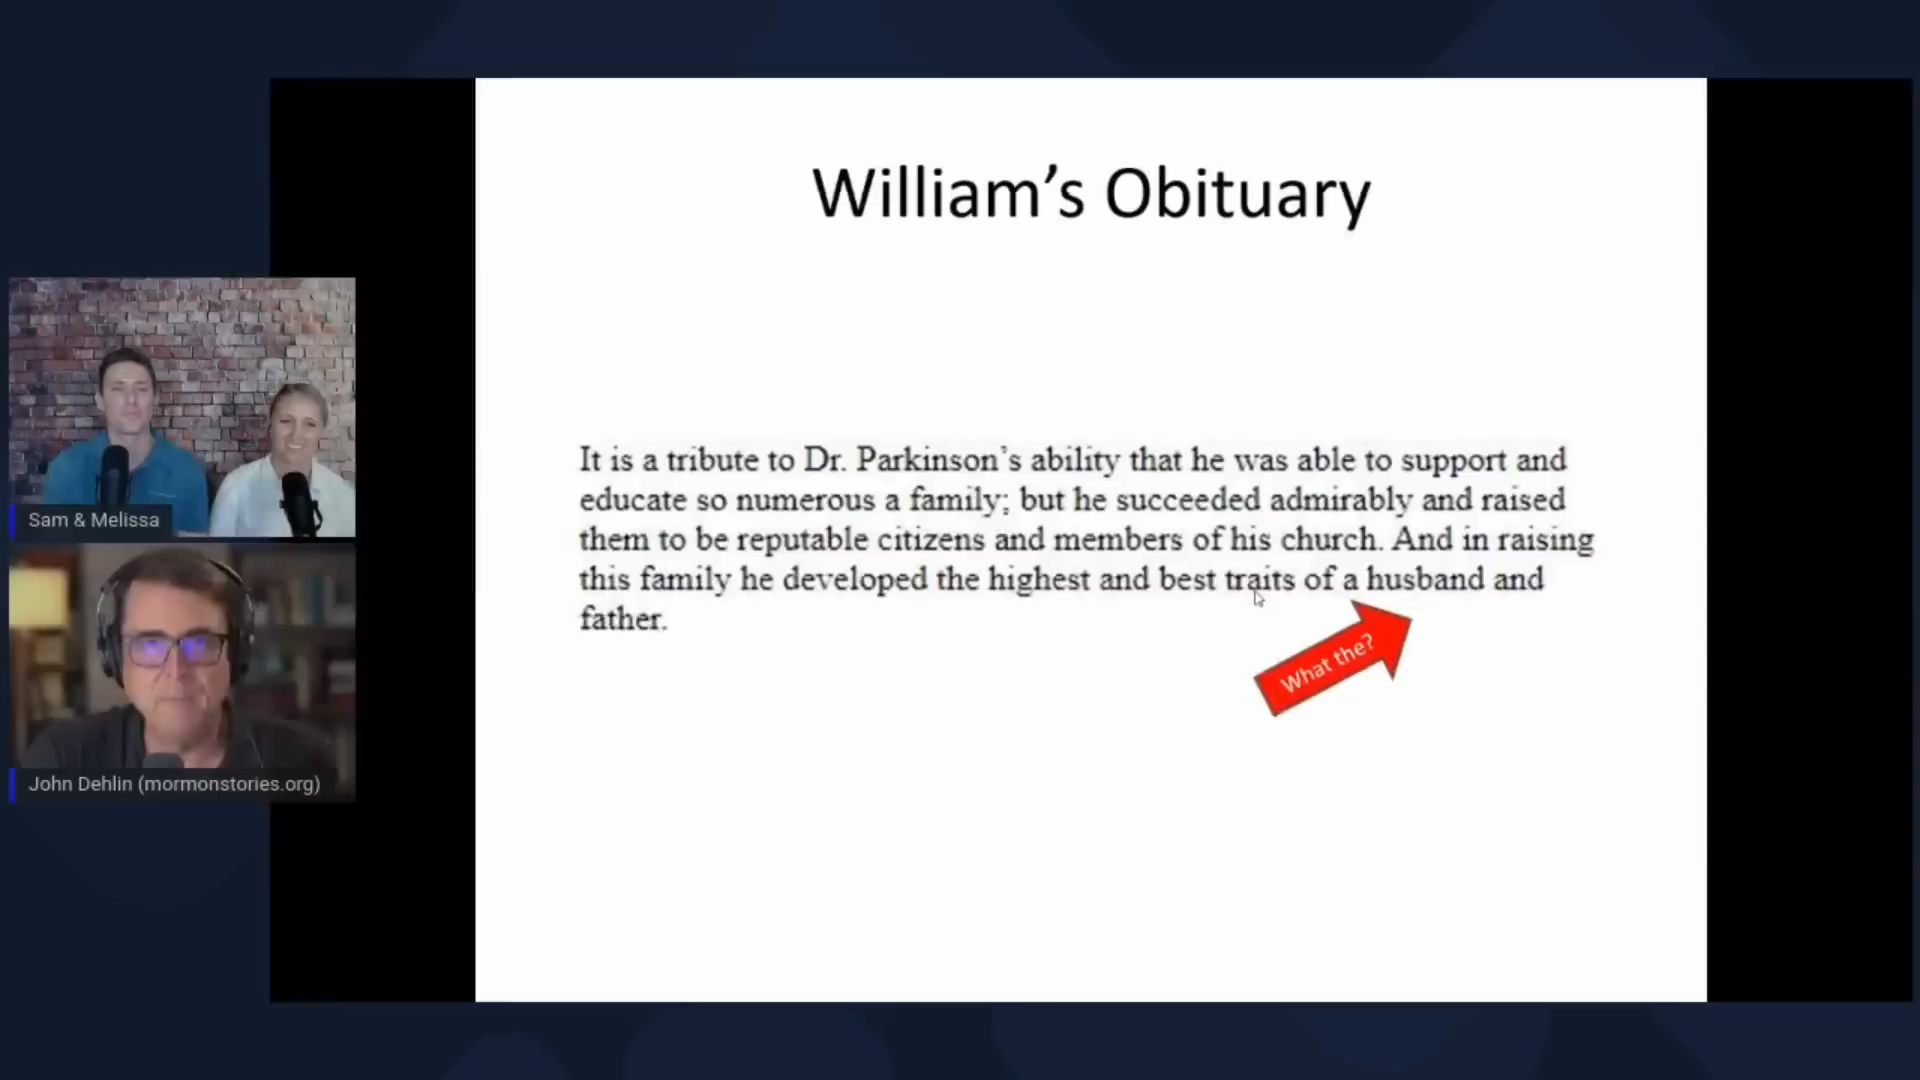 William’s Obituary
It is a tribute to Dr. Parkinson’s ability that he was able to support and
educate so numerous a family; but he succeeded admirably and raised
them to be reputable citizens and members of his church. And in raising
this family he developed the highest and best traits of a husband and
father.
What the?
Sam & Melissa
John Dehlin (mormonstories.org)